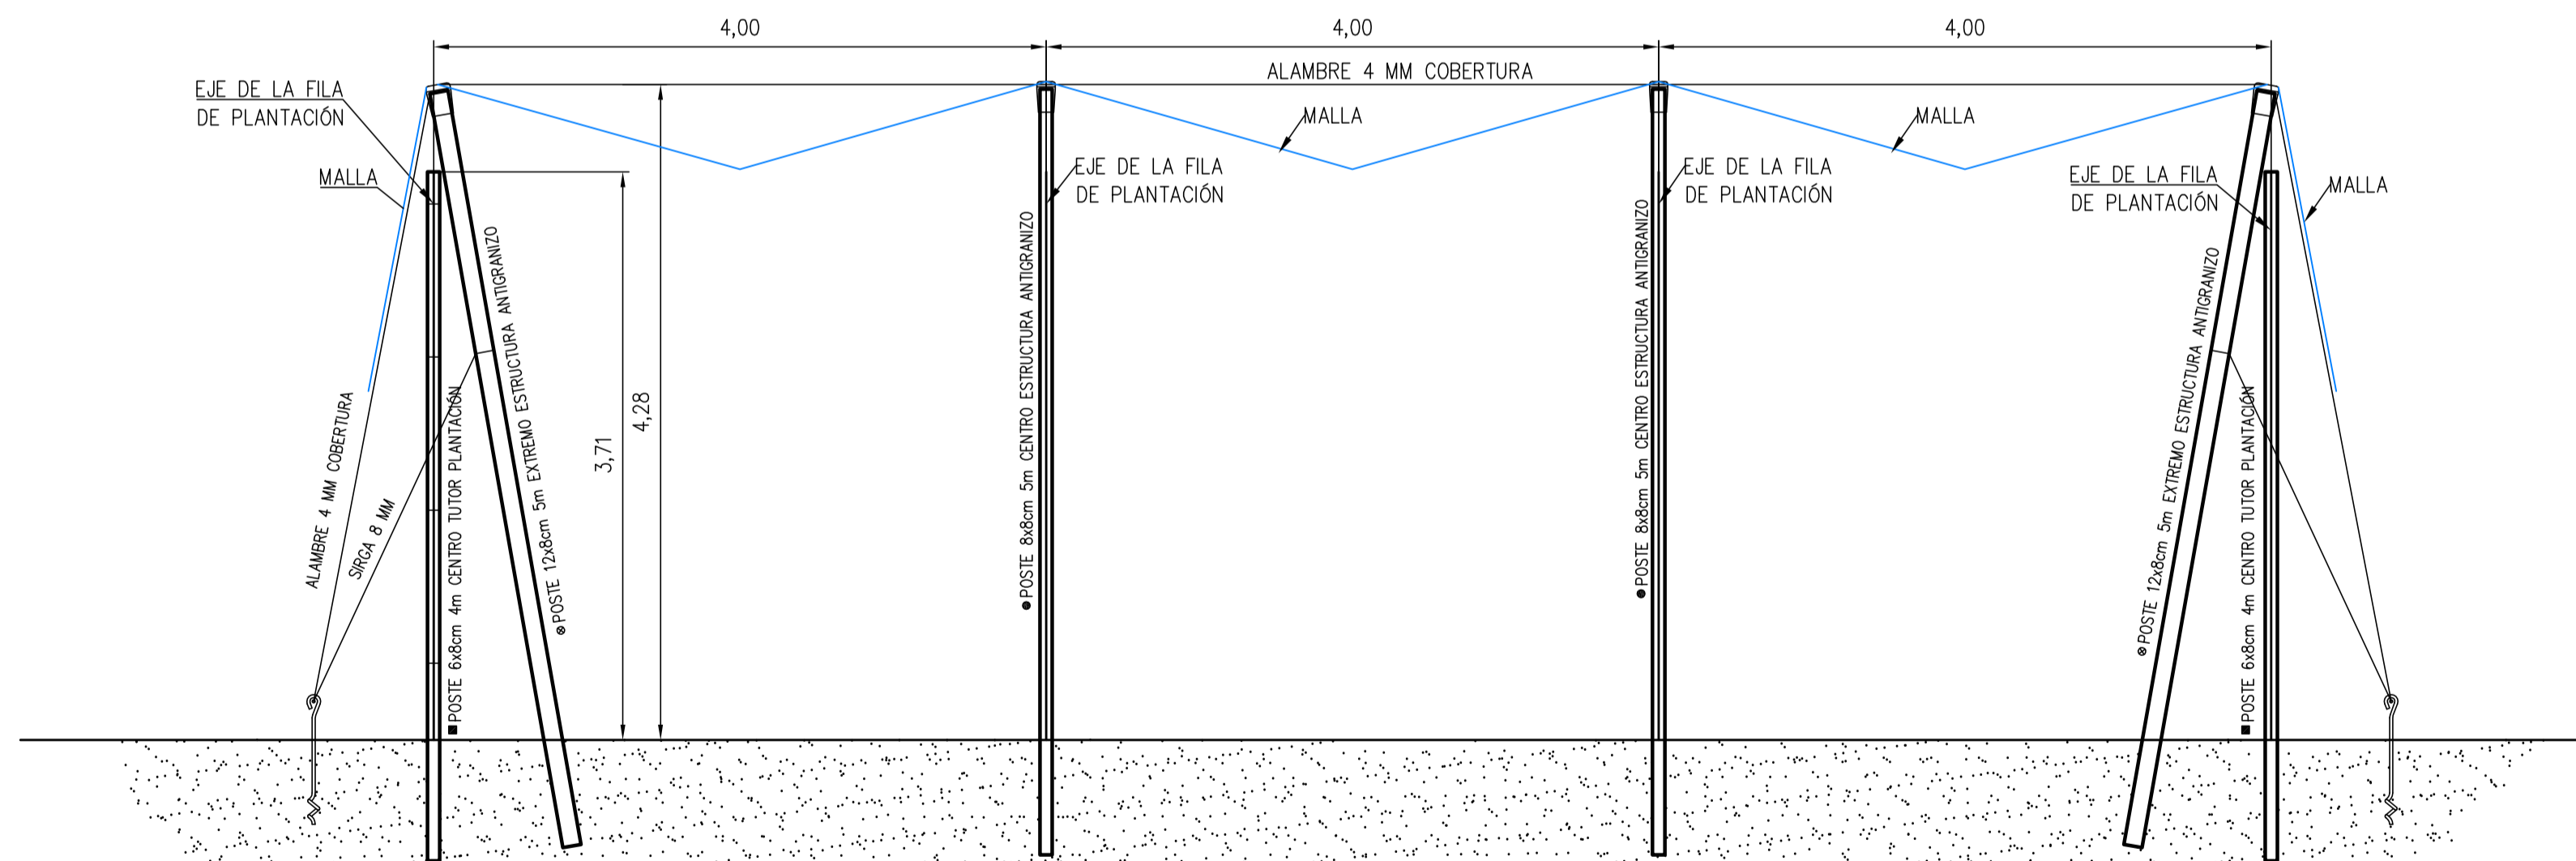 4,00
4,00
4,00
ALAMBRE 4 MM COBERTURA
EJE DE LA FILA
DE PLANTACIÓN
MALLA
MALLA
MALLA
EJE DE LA FILA
DE PLANTACIÓN
EJE DE LA FILA
DE PLANTACIÓN
EJE DE LA FILA
DE PLANTACIÓN
MALLA
ALAMBRE 4 MM COBERTURA
SIRGA 8 MM
POSTE 6x8cm 4m CENTRO TUTOR PLANTACIÓN
POSTE 12x8cm 5m EXTREMO ESTRUCTURA ANTIGRANIZO
3,71
4,28
POSTE 8x8cm 5m CENTRO ESTRUCTURA ANTIGRANIZO
POSTE 8x8cm 5m CENTRO ESTRUCTURA ANTIGRANIZO
POSTE 12x8cm 5m EXTREMO ESTRUCTURA ANTIGRANIZO
POSTE 6x8cm 4m CENTRO TUTOR PLANTACIÓN